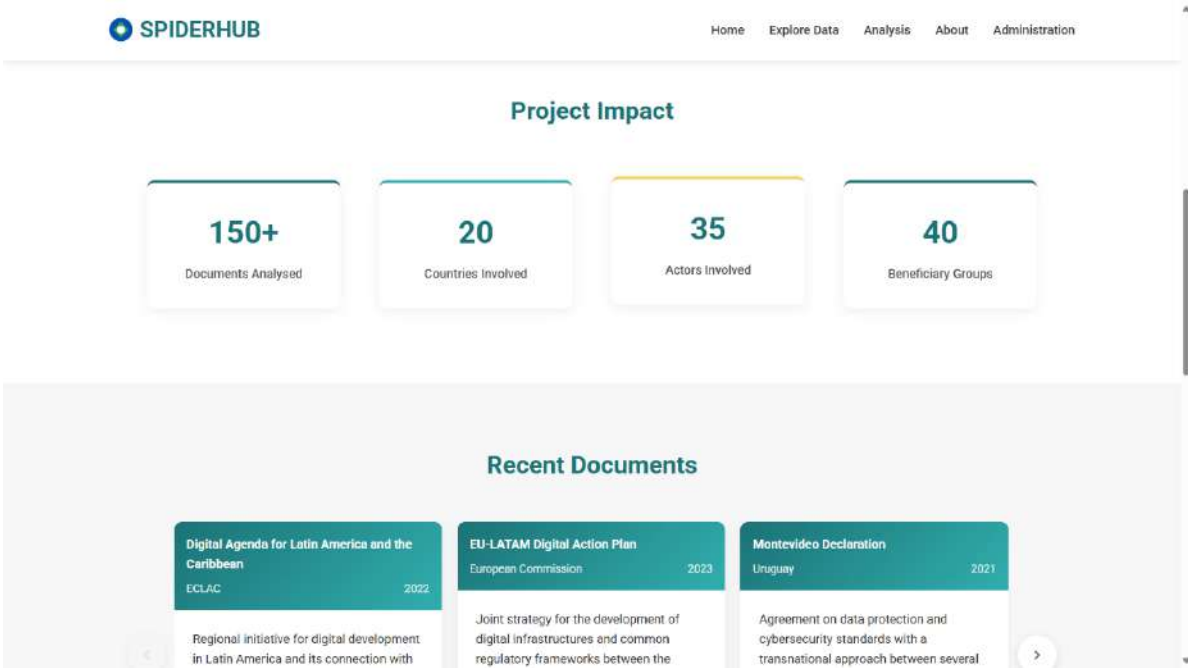 SPIDERHUB
Home Explore Data Analysis About Administration
Project Impact
150+
Documents Analysed
20
Countries Involved
35
Actors Involved
40
Beneficiary Groups
Recent Documents
Digital Agenda for Latin America and the
Caribbean
ECLAC 2022
Regional initiative for digital development
in Latin America and its connection with
EU-LATAM Digital Action Plan
European Commission 2023
Joint strategy for the development of
digital infrastructures and common
regulatory frameworks between the
Montevideo Declaration
Uruguay 2021
Agreement on data protection and
cybersecurity standards with a
transnational approach between several